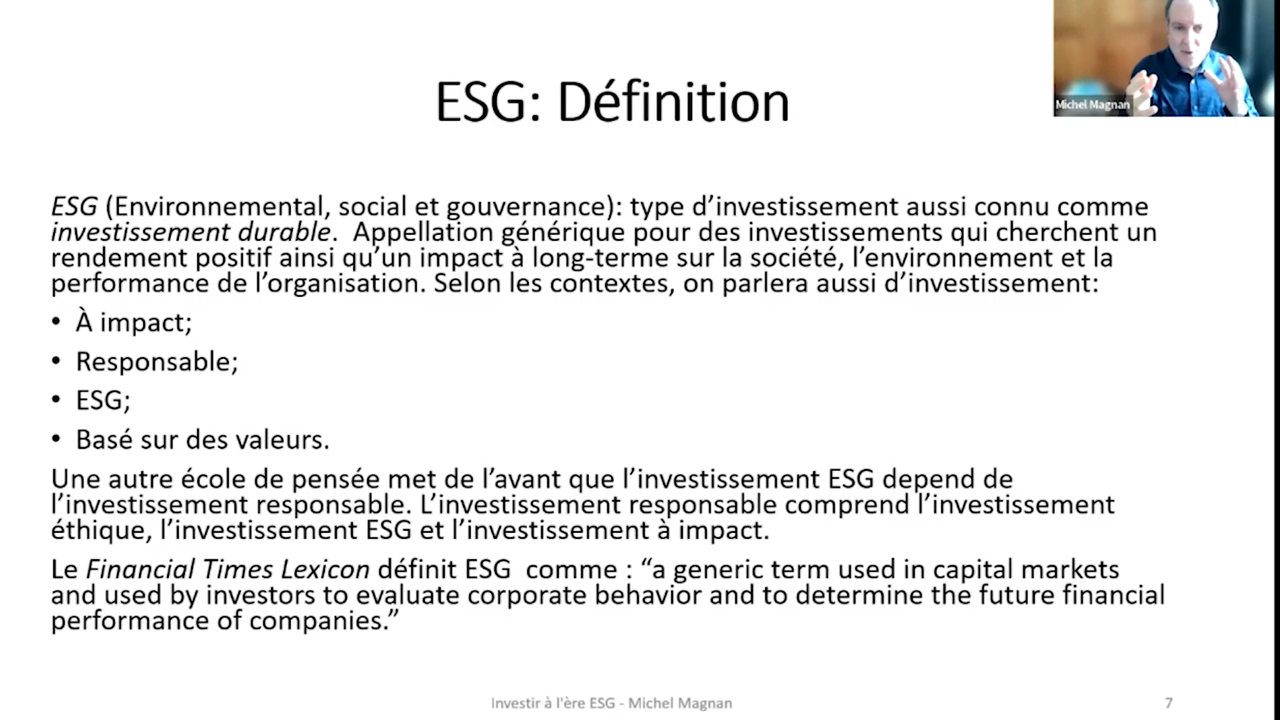 Michel Magnan
ESG: Définition
ESG (Environnemental, social et gouvernance): type d’investissement aussi connu comme
investissement durable.  Appellation générique pour des investissements qui cherchent un
rendement positif ainsi qu’un impact à long-terme sur la société, l’environnement et la
performance de l’organisation. Selon les contextes, on parlera aussi d’investissement:
• À impact;
• Responsable;
• ESG;
• Basé sur des valeurs.
Une autre école de pensée met de l’avant que l’investissement ESG depend de
l’investissement responsable. L’investissement responsable comprend l’investissement
éthique, l’investissement ESG et l’investissement à impact.
Le Financial Times Lexicon définit ESG  comme : “a generic term used in capital markets
and used by investors to evaluate corporate behavior and to determine the future financial
performance of companies.”
Investir à l'ère ESG - Michel Magnan
7